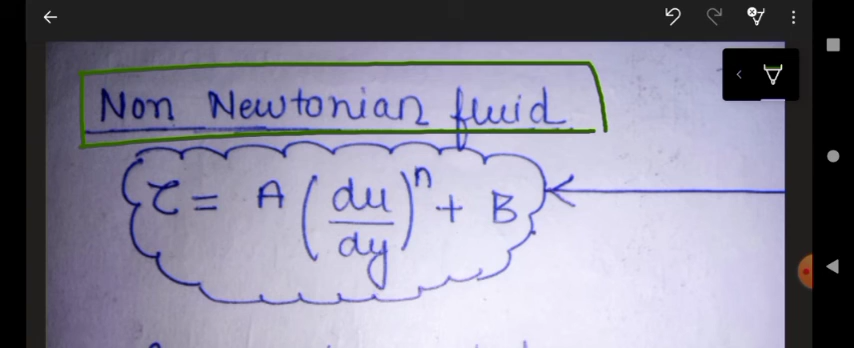 Non Newtonian fluid
τ = A (du/dy)^n + B